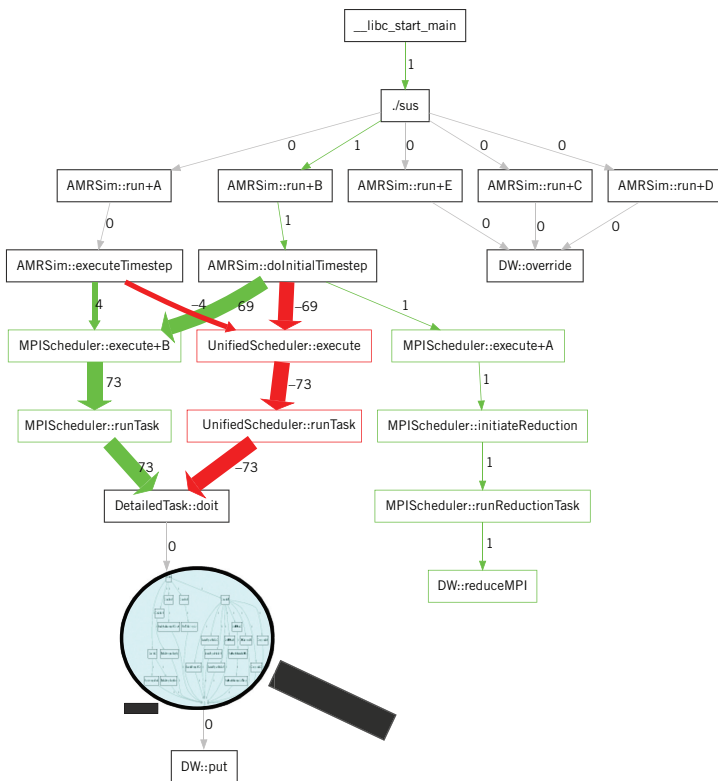 __libc_start_main
1
./sus
0 1 0 0 0
AMRSim::run+A AMRSim::run+B AMRSim::run+E AMRSim::run+C AMRSim::run+D
0 1 0 0 0
AMRSim::executeTimestep AMRSim::doInitialTimestep DW::override
4 –4 69 –69 1
MPIScheduler::execute+B UnifiedScheduler::execute MPIScheduler::execute+A
73 –73 1
MPIScheduler::runTask UnifiedScheduler::runTask MPIScheduler::initiateReduction
73 –73 1
DetailedTask::doit MPIScheduler::runReductionTask
0 1
DW::reduceMPI
0
DW::put